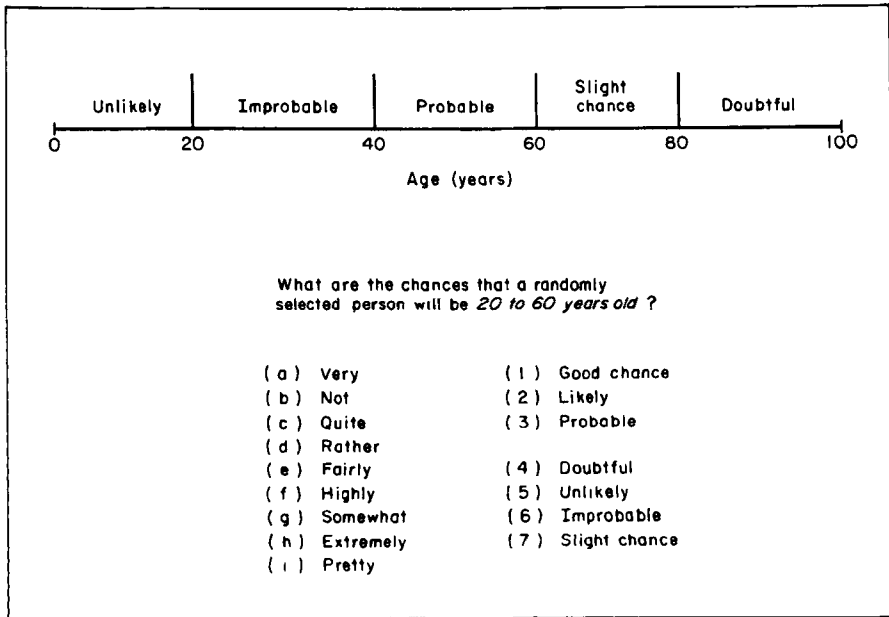 Unlikely Improbable Probable Slight chance Doubtful
0 20 40 60 80 100
Age (years)
What are the chances that a randomly
selected person will be 20 to 60 years old ?
(a) Very (1) Good chance
(b) Not (2) Likely
(c) Quite (3) Probable
(d) Rather
(e) Fairly (4) Doubtful
(f) Highly (5) Unlikely
(g) Somewhat (6) Improbable
(h) Extremely (7) Slight chance
(i) Pretty